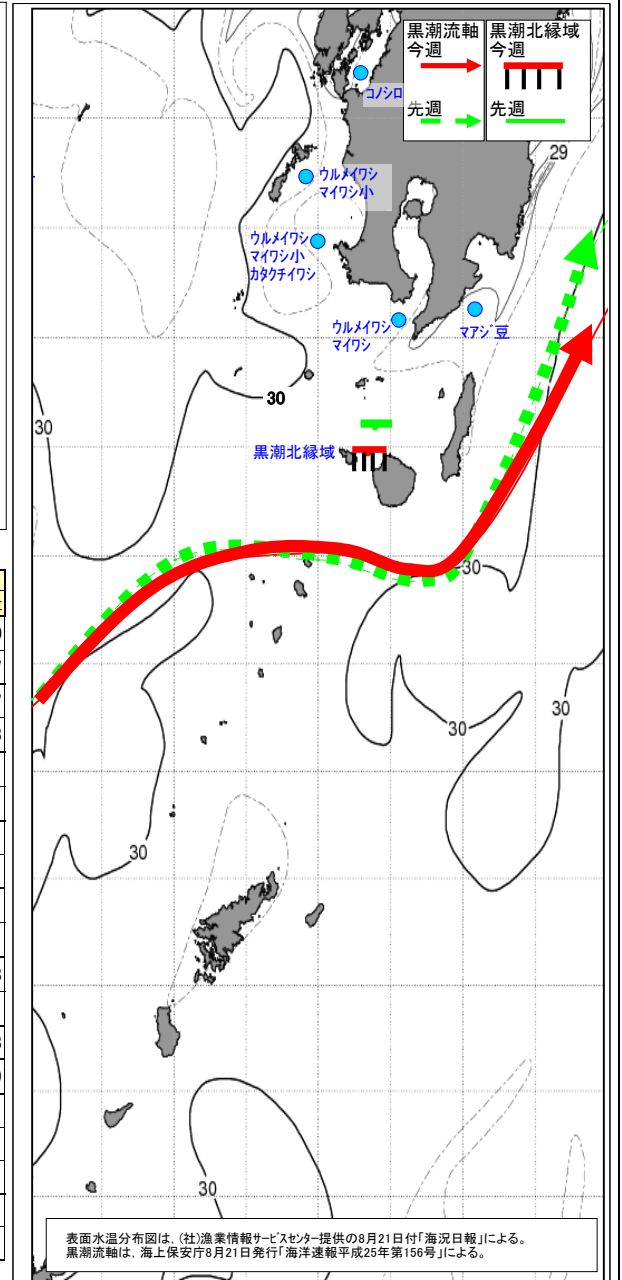 黒潮流軸
今週
先週
黒潮北縁域
今週
先週
コノシロ
29
ウルメイワシ
マイワシ小
ウルメイワシ
マイワシ小
カタクチイワシ
ウルメイワシ
マイワシ
マアジ豆
30
30
黒潮北縁域
30
30
30
30
30
表面水温分布図は,(社)漁業情報サービスセンター提供の8月21日付「海況日報」による。
黒潮流軸は,海上保安庁8月21日発行「海洋速報平成25年第156号」による。